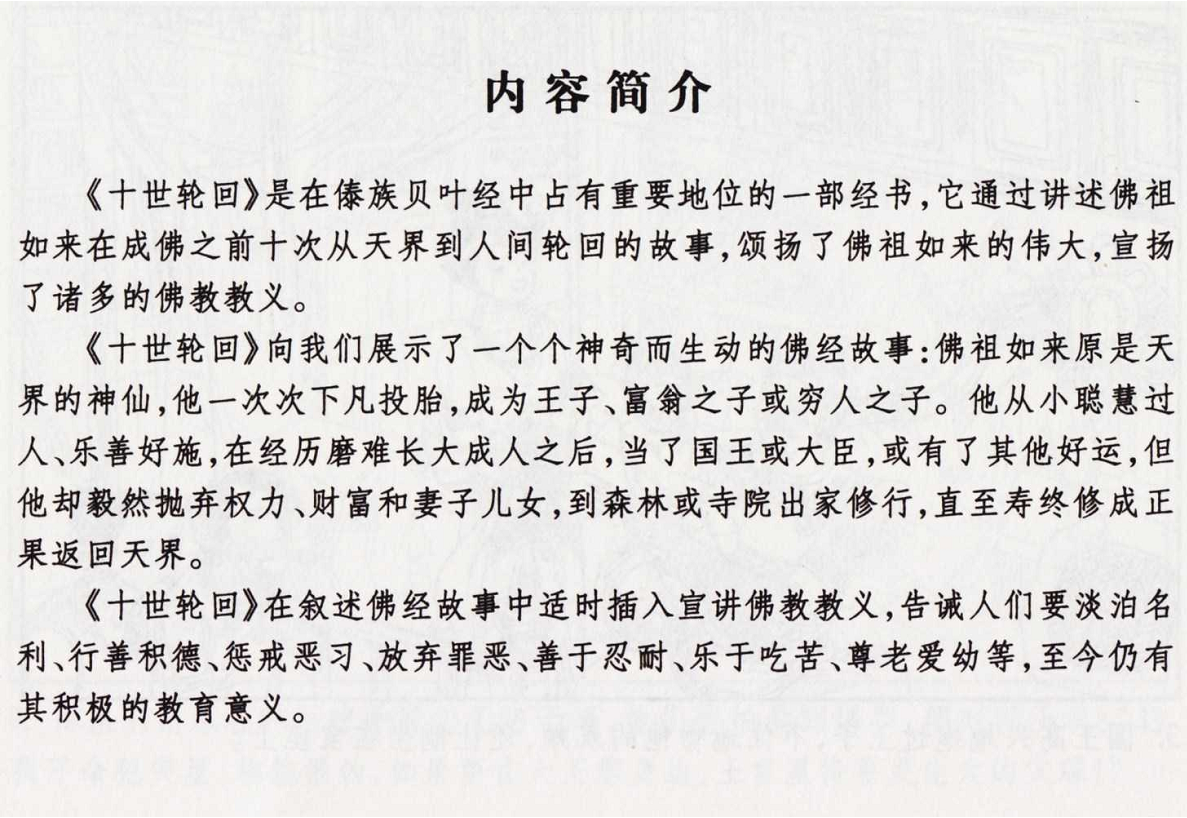 内容简介
《十世轮回》是在傣族贝叶经中占有重要地位的一部经书,它通过讲述佛祖
如来在成佛之前十次从天界到人间轮回的故事,颂扬了佛祖如来的伟大,宣扬
了诸多的佛教教义。
《十世轮回》向我们展示了一个个神奇而生动的佛经故事:佛祖如来原是天
界的神仙,他一次次下凡投胎,成为王子、富翁之子或穷人之子。他从小聪慧过
人、乐善好施,在经历磨难长大成人之后,当了国王或大臣,或有了其他好运,但
他却毅然抛弃权力、财富和妻子儿女,到森林或寺院出家修行,直至寿终修成正
果返回天界。
《十世轮回》在叙述佛经故事中适时插入宣讲佛教教义,告诫人们要淡泊名
利、行善积德、惩戒恶习、放弃罪恶、善于忍耐、乐于吃苦、尊老爱幼等,至今仍有
其积极的教育意义。